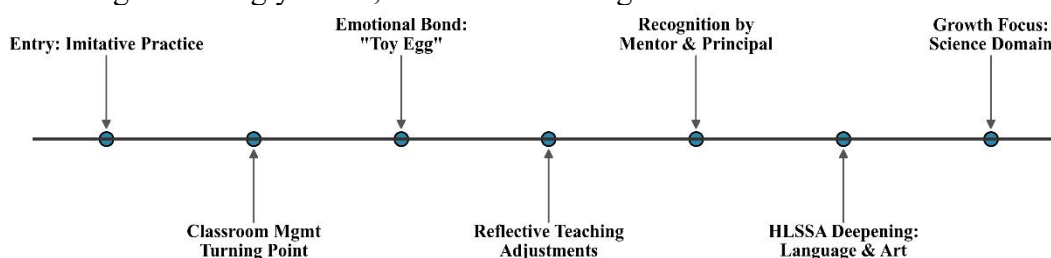 Entry: Imitative Practice
Classroom Mgmt
Turning Point
Emotional Bond:
"Toy Egg"
Reflective Teaching
Adjustments
Recognition by
Mentor & Principal
HLSSA Deepening:
Language & Art
Growth Focus:
Science Domain